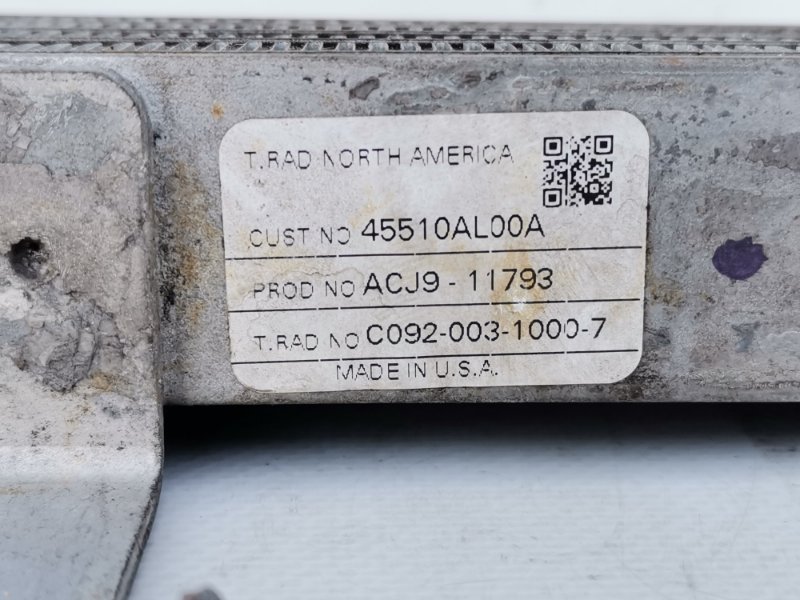 T.RAD NORTH AMERICA
CUST NO 45510AL00A
PROD NO ACJ9 - 11793
T.RAD NO C092-003-1000-7
MADE IN U.S.A.